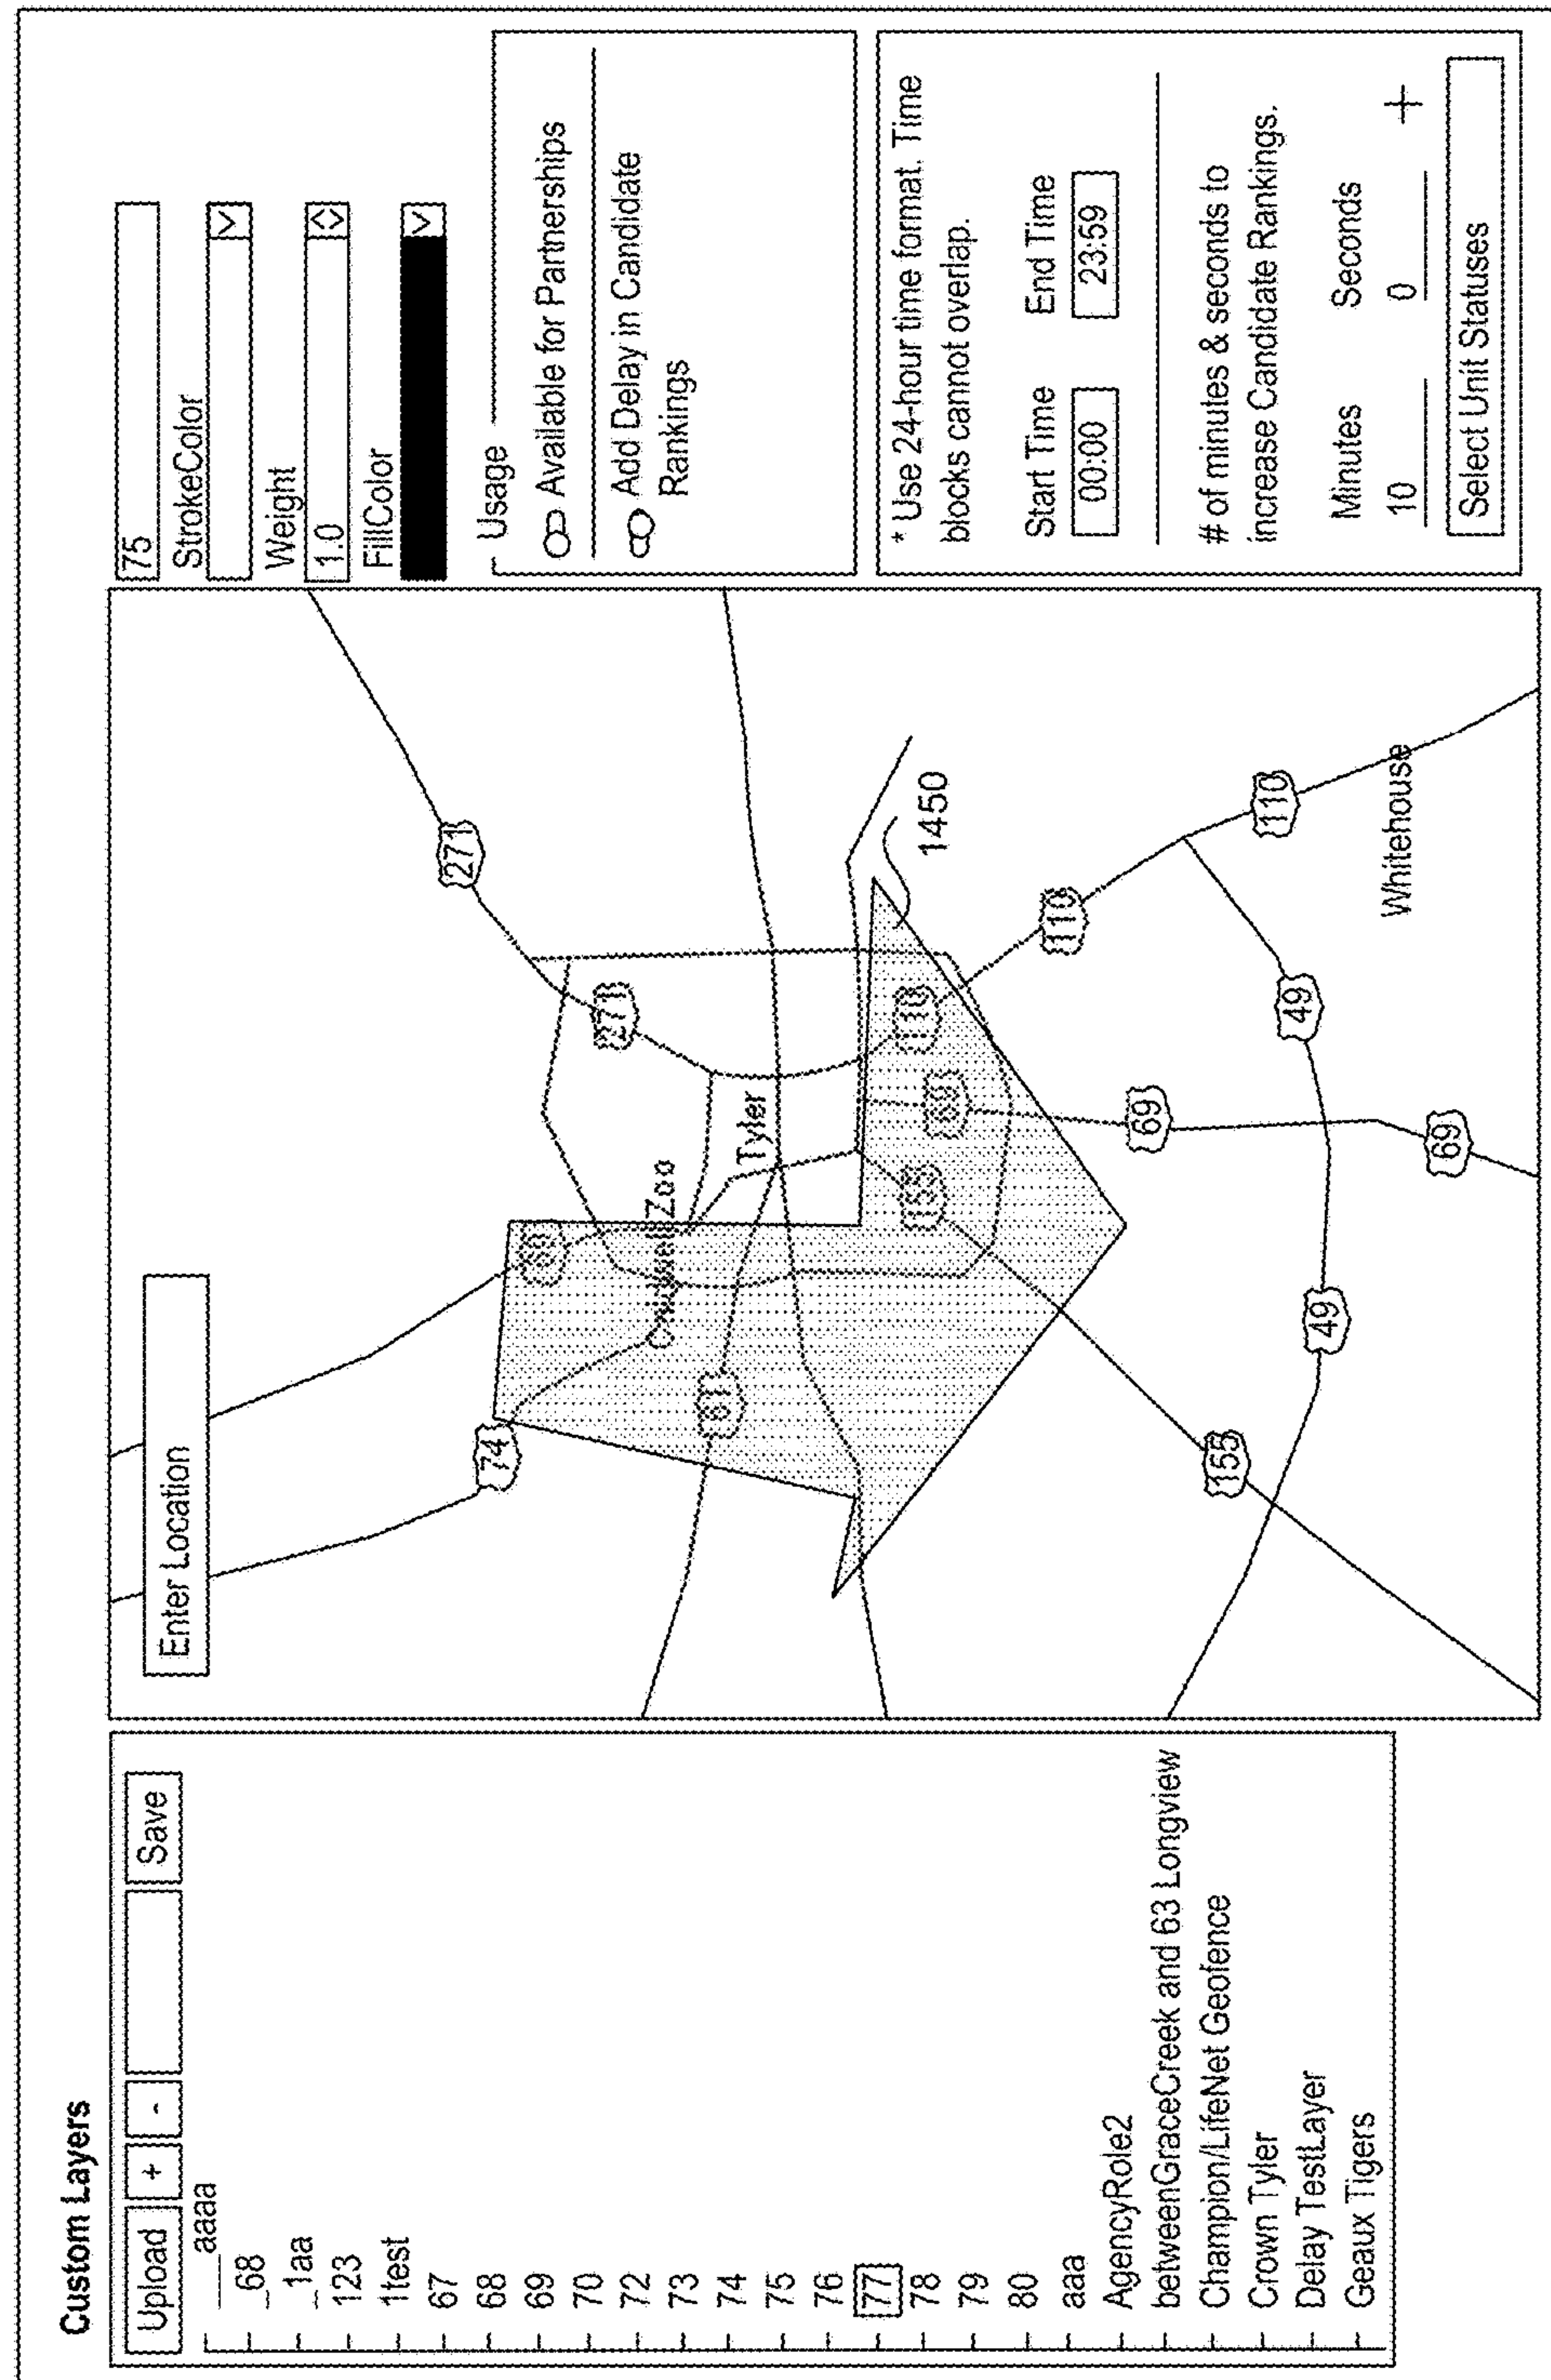 Custom Layers
Upload + - Save
____aaaa
_68
_1aa
123
1test
67
68
69
70
72
73
74
75
76
77
78
79
80
aaa
AgencyRole2
betweenGraceCreek and 63 Longview
Champion/LifeNet Geofence
Crown Tyler
Delay TestLayer
Geaux Tigers
Enter Location
271
74
271
Tyler
81
155
110
1450
110
69
110
49
69
49
155
Whitehouse
75
StrokeColor
Weight
1.0
FillColor
Usage
Available for Partnerships
Add Delay in Candidate
Rankings
* Use 24-hour time format. Time
blocks cannot overlap.
Start Time End Time
00:00 23:59
# of minutes & seconds to
increase Candidate Rankings.
Minutes Seconds
10 0 +
Select Unit Statuses